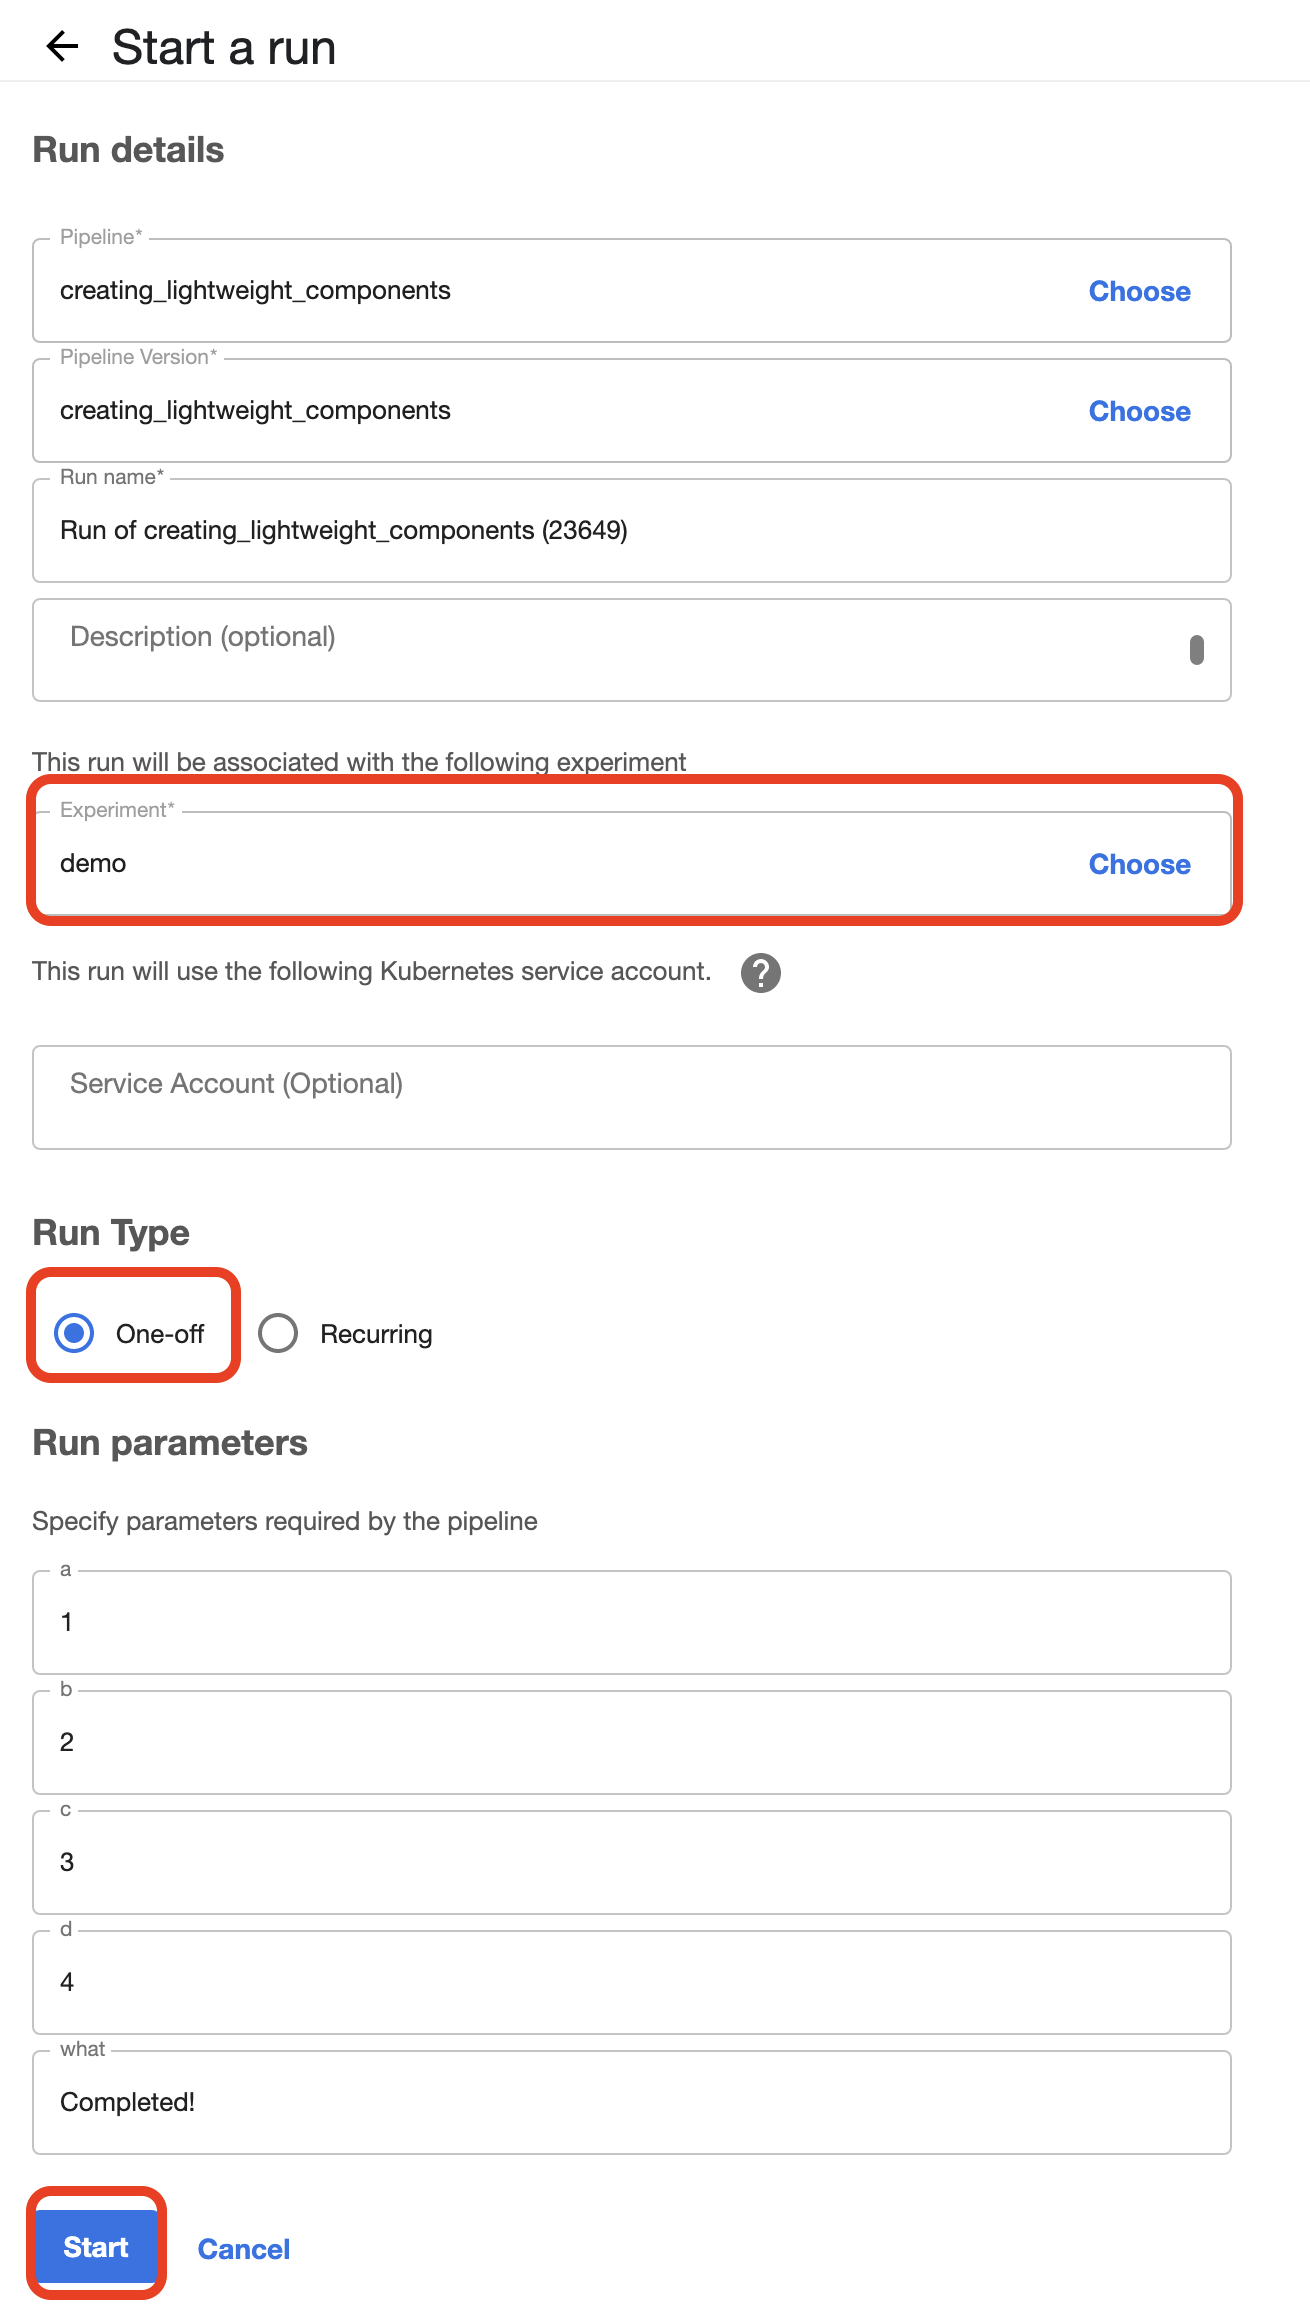 Start a run
Run details
Pipeline*
creating_lightweight_components
Choose
Pipeline Version*
creating_lightweight_components
Choose
Run name*
Run of creating_lightweight_components (23649)
Description (optional)
This run will be associated with the following experiment
Experiment*
demo
Choose
This run will use the following Kubernetes service account. ?
Service Account (Optional)
Run Type
One-off Recurring
Run parameters
Specify parameters required by the pipeline
a
1
b
2
c
3
d
4
what
Completed!
Start Cancel